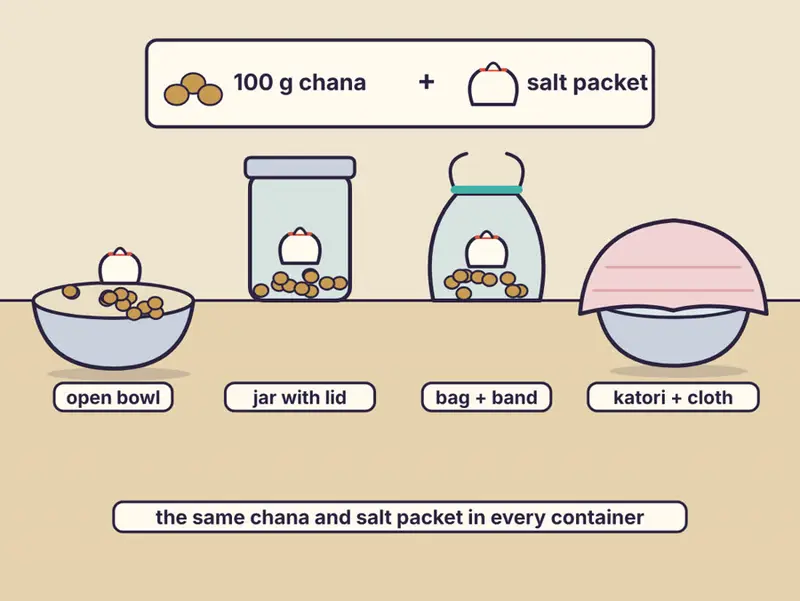 100 g chana + salt packet
open bowl
jar with lid
bag + band
katori + cloth
the same chana and salt packet in every container